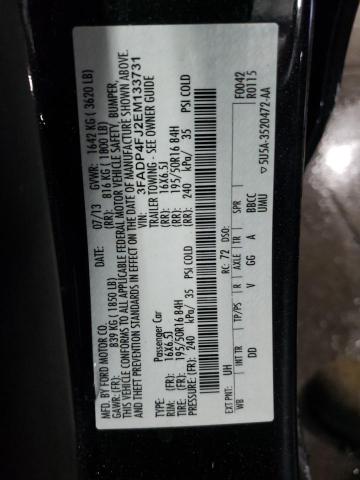 MFD. BY FORD MOTOR CO.
07/13 GVWR: 1642 KG ( 3620 LB)
GAWR: (FR): 839 KG ( 1850 LB) (RR): 816 KG ( 1800 LB)
THIS VEHICLE CONFORMS TO ALL APPLICABLE FEDERAL MOTOR VEHICLE SAFETY, BUMPER,
AND THEFT PREVENTION STANDARDS IN EFFECT ON THE DATE OF MANUFACTURE SHOWN ABOVE.
VIN: 3FADP4FJ2EM133731
TYPE: Passenger Car TRAILER TOWING - SEE OWNER GUIDE
RIM: (FR): 16X6.5J (RR): 16X6.5J
TIRE: (FR): 195/50R16 84H (RR): 195/50R16 84H
PRESSURE: (FR): 240 kPa/ 35 PSI COLD (RR): 240 kPa/ 35 PSI COLD
EXT PNT: UH RC: 72 DSO: F0042
R0115
WB INT TR TP/PS R AXLE TR SPR
DD V GG A BBCC
5U5A-3520472-AA